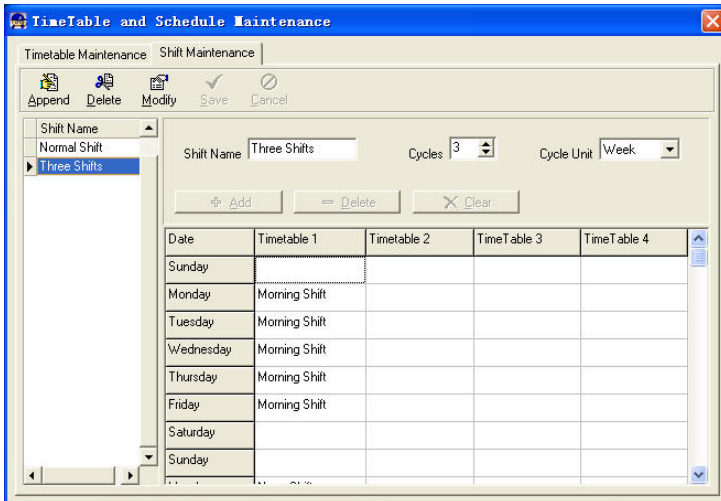 TimeTable and Schedule Maintenance
Timetable Maintenance Shift Maintenance
Append Delete Modify Save Cancel
Shift Name
Normal Shift
Three Shifts
Shift Name Three Shifts Cycles 3 Cycle Unit Week
Add Delete Clear
Date Timetable 1 Timetable 2 TimeTable 3 TimeTable 4
Sunday
Monday Morning Shift
Tuesday Morning Shift
Wednesday Morning Shift
Thursday Morning Shift
Friday Morning Shift
Saturday
Sunday